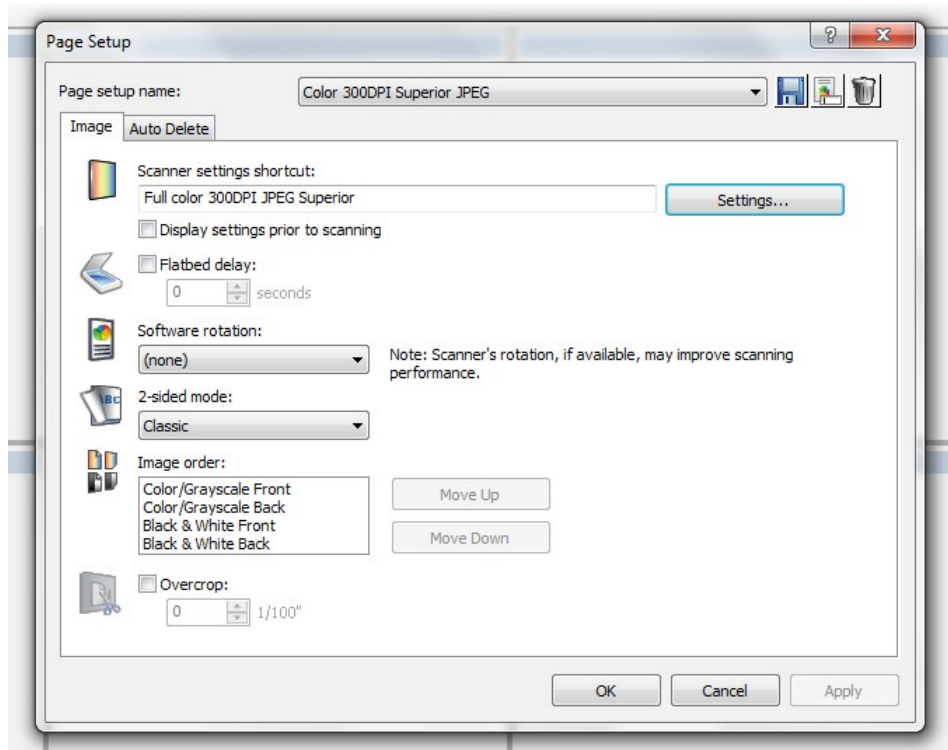 Page Setup
Page setup name:
Color 300DPI Superior JPEG
Image
Auto Delete
Scanner settings shortcut:
Full color 300DPI JPEG Superior
Settings...
Display settings prior to scanning
Flatbed delay:
0
seconds
Software rotation:
(none)
Note: Scanner's rotation, if available, may improve scanning
performance.
2-sided mode:
Classic
Image order:
Color/Grayscale Front
Color/Grayscale Back
Black & White Front
Black & White Back
Move Up
Move Down
Overcrop:
0
1/100"
OK
Cancel
Apply